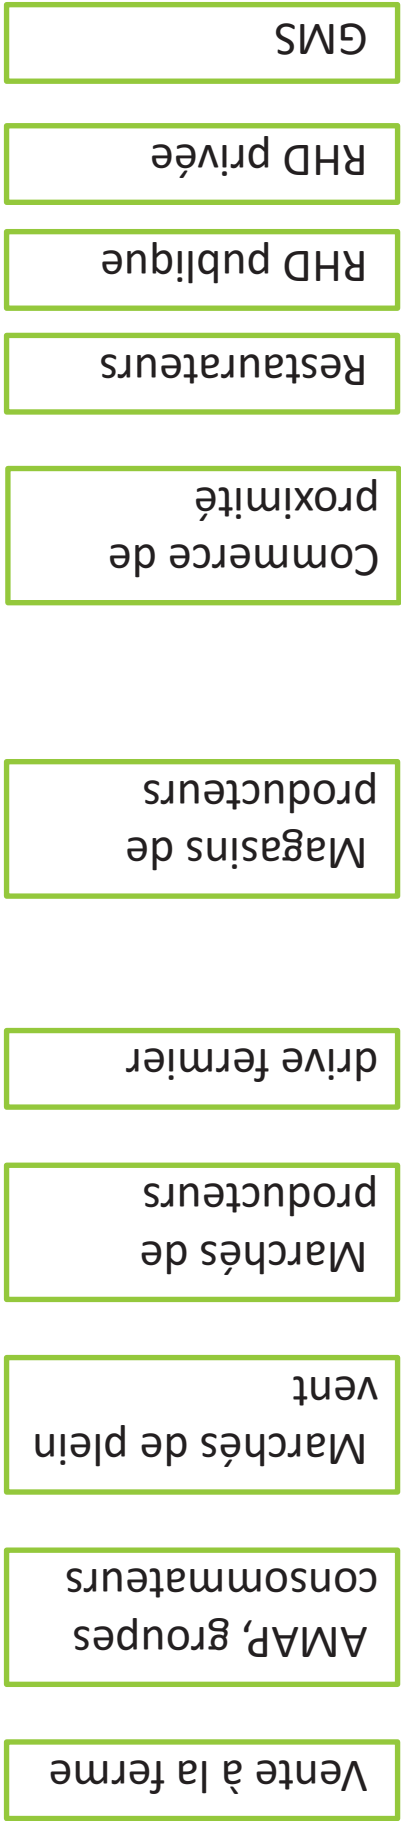 Vente à la ferme
AMAP, groupes
consommateurs
Marchés de plein
vent
Marchés de
producteurs
drive fermier
Magasins de
producteurs
Commerce de
proximité
Restaurateurs
RHD publique
RHD privée
GMS